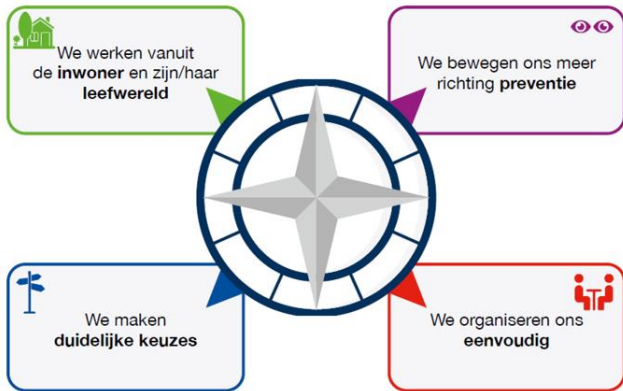 We werken vanuit
de inwoner en zijn/haar
leefwereld
We bewegen ons meer
richting preventie
We maken
duidelijke keuzes
We organiseren ons
eenvoudig